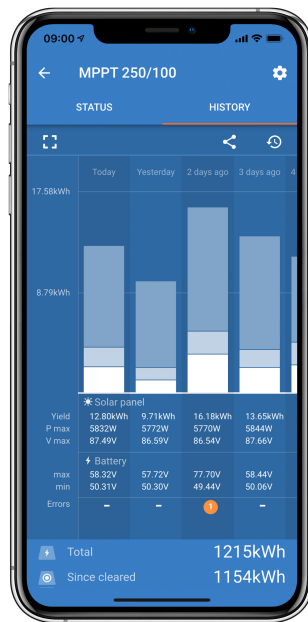 09:00
MPPT 250/100
STATUS HISTORY
Today Yesterday 2 days ago 3 days ago 4
17.58kWh
8.79kWh
Solar panel
Yield 12.80kWh 9.71kWh 16.18kWh 13.65kWh
P max 5832W 5772W 5770W 5844W
V max 87.49V 86.59V 86.54V 87.66V
Battery
max 58.32V 57.72V 77.70V 58.44V
min 50.31V 50.30V 49.44V 50.06V
Errors - - 1 -
Total 1215kWh
Since cleared 1154kWh